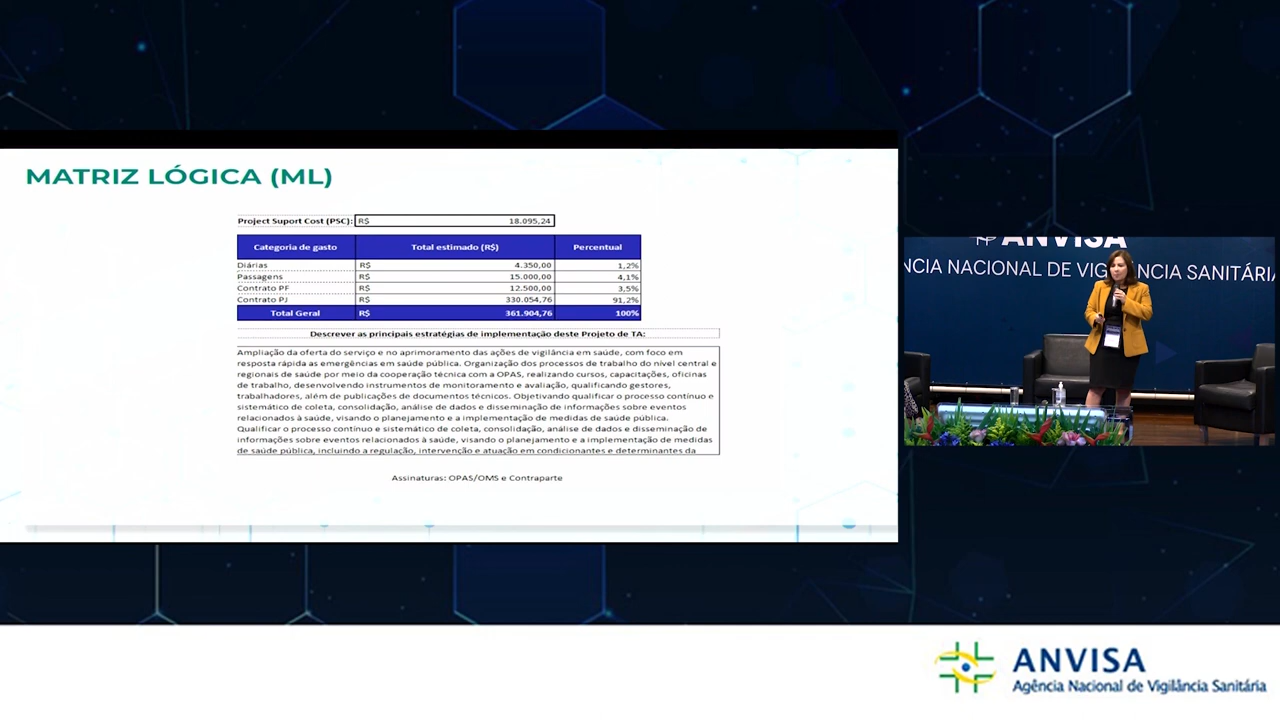 MATRIZ LÓGICA (ML)
Project Suport Cost (PSC): R$ 18.095,24
Categoria de gasto Total estimado (R$) Percentual
Diárias R$ 4.350,00 1,2%
Passagens R$ 15.000,00 4,1%
Contrato PF R$ 12.500,00 3,5%
Contrato PJ R$ 330.054,76 91,2%
Total Geral R$ 361.904,76 100%
Descrever as principais estratégias de implementação deste Projeto de TA:
Ampliação da oferta do serviço e no aprimoramento das ações de vigilância em saúde, com foco em
resposta rápida as emergências em saúde pública. Organização dos processos de trabalho do nível central e
regionais de saúde por meio da cooperação técnica com a OPAS, realizando cursos, capacitações, oficinas
de trabalho, desenvolvendo instrumentos de monitoramento e avaliação, qualificando gestores,
trabalhadores, além de publicações de documentos técnicos. Objetivando qualificar o processo contínuo e
sistemático de coleta, consolidação, análise de dados e disseminação de informações sobre eventos
relacionados à saúde, visando o planejamento e a implementação de medidas de saúde pública.
Qualificar o processo contínuo e sistemático de coleta, consolidação, análise de dados e disseminação de
informações sobre eventos relacionados à saúde, visando o planejamento e a implementação de medidas
de saúde pública, incluindo a regulação, intervenção e atuação em condicionantes e determinantes da
Assinaturas: OPAS/OMS e Contraparte
ANVISA
NCIA NACIONAL DE VIG NCIA SANITÁRIA
ANVISA
Agência Nacional de Vigilância Sanitária